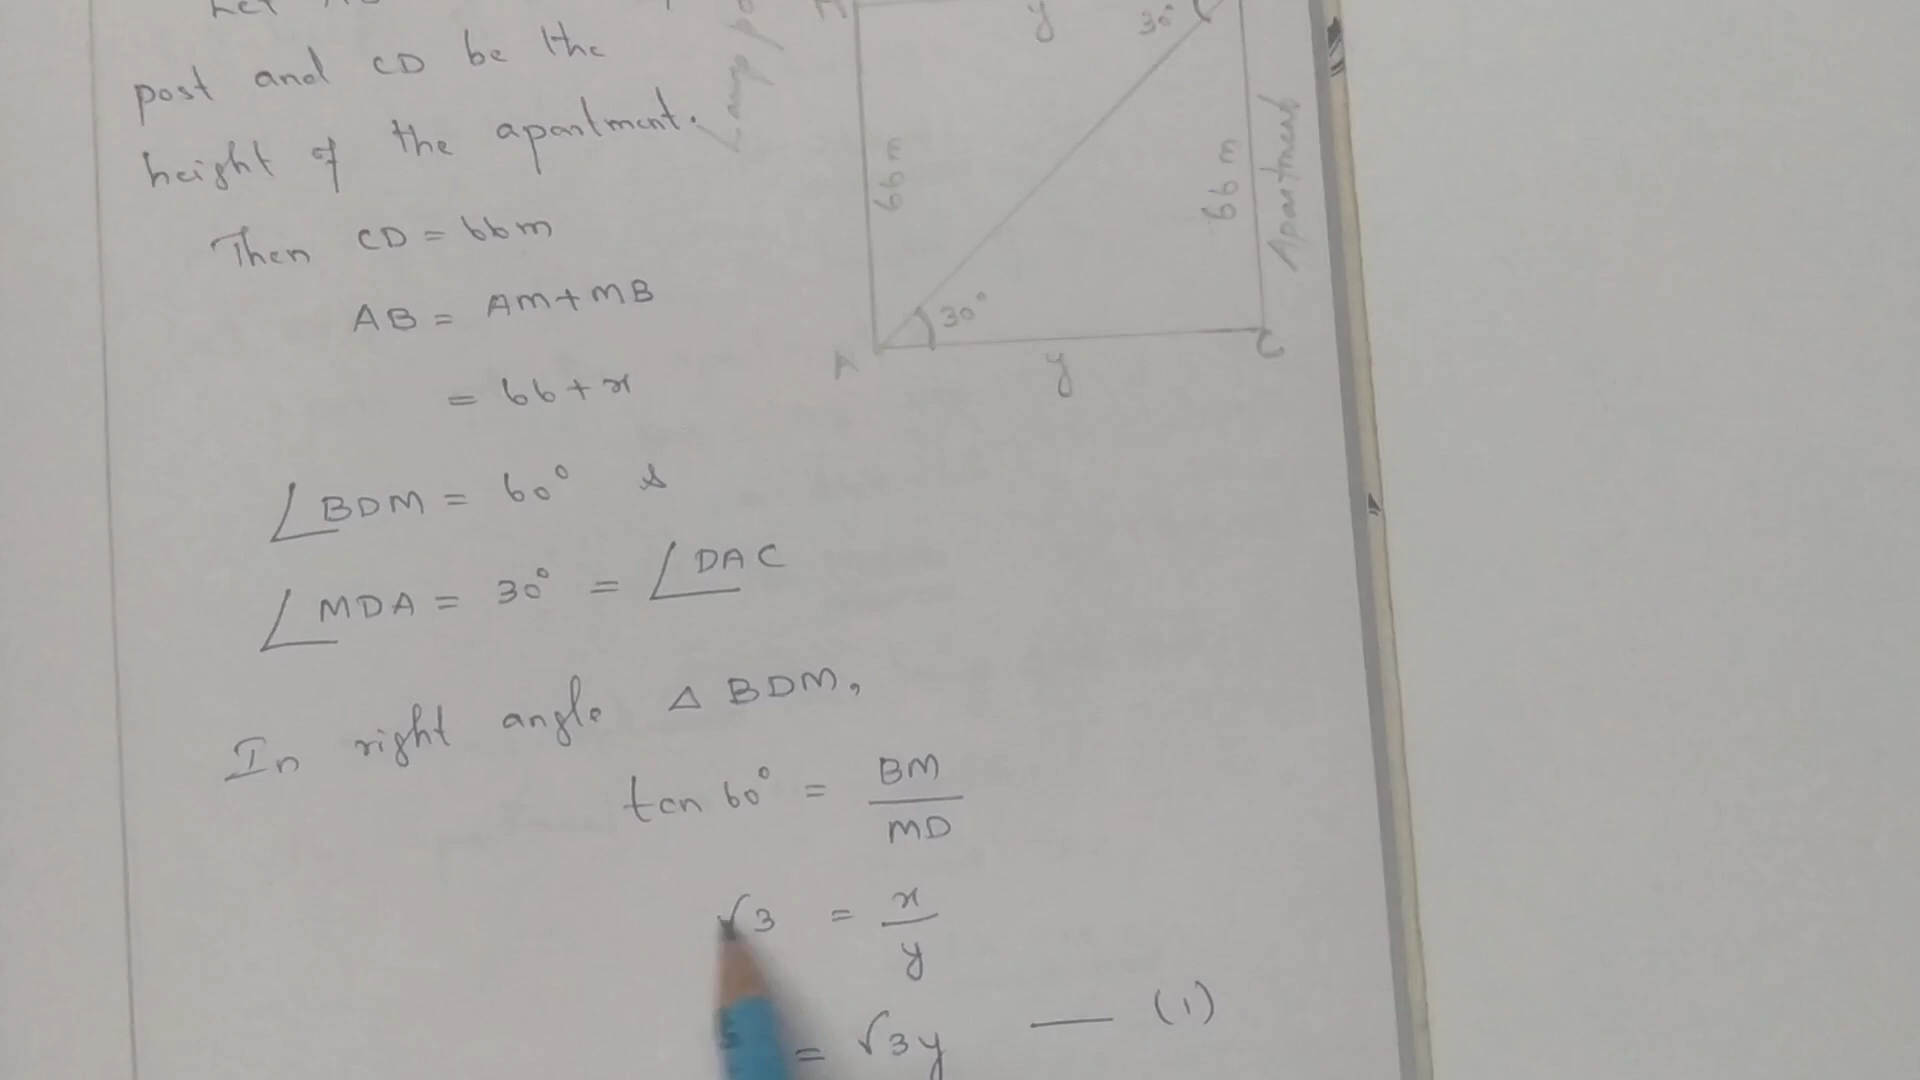 post and CD be the
height of the apartment.
Then CD = 66m
AB = AM + MB
= 66 + x
∠BDM = 60° &
∠MDA = 30° = ∠DAC
In right angle △ BDM,
tan 60° = BM / MD
√3 = x / y
= √3y — (1)
y
30°
66 m
66 m
Apartment
30°
A
C
y